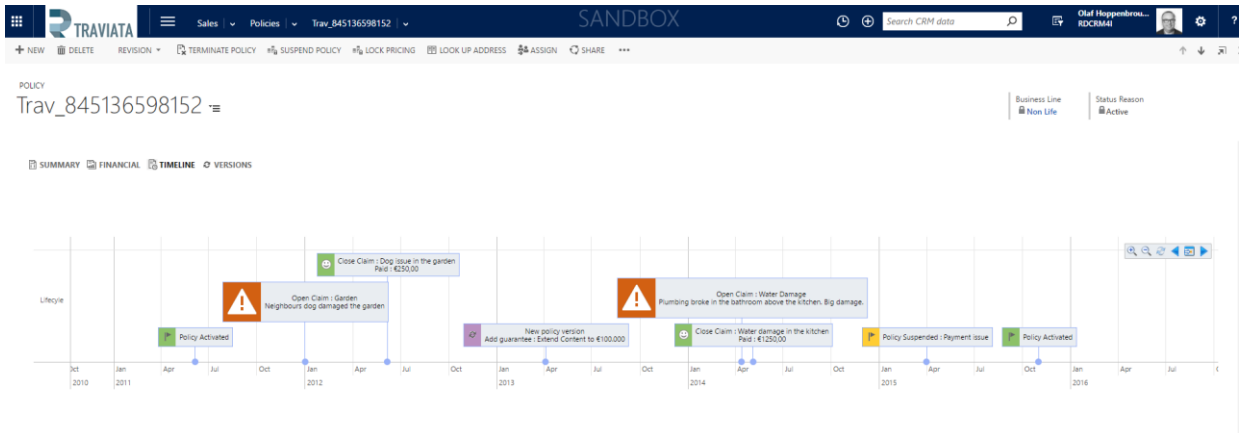 TRAVIATA
Sales Policies Trav_845136598152
SANDBOX
Search CRM data
Olaf Hoppenbrou...
RDCRM4I
?
NEW DELETE REVISION TERMINATE POLICY SUSPEND POLICY LOCK PRICING LOOK UP ADDRESS ASSIGN SHARE •••
POLICY
Trav_845136598152
Business Line
Non Life
Status Reason
Active
SUMMARY FINANCIAL TIMELINE VERSIONS
Close Claim : Dog issue in the garden
Paid : €250,00
Open Claim : Garden
Neighbours dog damaged the garden
Open Claim : Water Damage
Plumbing broke in the bathroom above the kitchen. Big damage.
Lifecyle
Policy Activated
New policy version
Add guarantee : Extend Content to €100.000
Close Claim : Water damage in the kitchen
Paid : €1250,00
Policy Suspended : Payment issue
Policy Activated
Oct Jan Apr Jul Oct Jan Apr Jul Oct Jan Apr Jul Oct Jan Apr Jul Oct Jan Apr Jul Oct Jan Apr Jul
2010 2011 2012 2013 2014 2015 2016